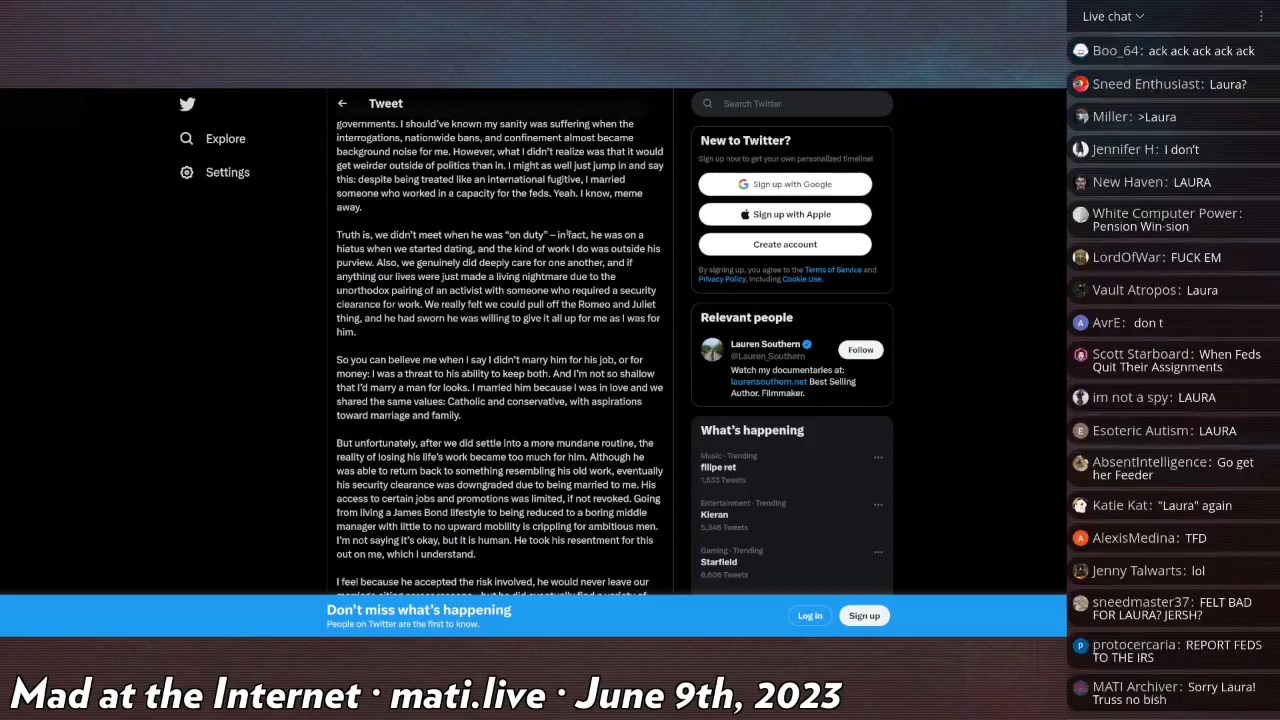 Tweet
Explore
Settings
governments. I should've known my sanity was suffering when the
interrogations, nationwide bans, and confinement almost became
background noise for me. However, what I didn't realize was that it would
get weirder outside of politics than in. I might as well just jump in and say
this: despite being treated like an international fugitive, I married
someone who worked in a capacity for the feds. Yeah. I know, meme
away.
Truth is, we didn't meet when he was “on duty” – in fact, he was on a
hiatus when we started dating, and the kind of work I do was outside his
purview. Also, we genuinely did deeply care for one another, and if
anything our lives were just made a living nightmare due to the
unorthodox pairing of an activist with someone who required a security
clearance for work. We really felt we could pull off the Romeo and Juliet
thing, and he had sworn he was willing to give it all up for me as I was for
him.
So you can believe me when I say I didn't marry him for his job, or for
money: I was a threat to his ability to keep both. And I'm not so shallow
that I'd marry a man for looks. I married him because I was in love and we
shared the same values: Catholic and conservative, with aspirations
toward marriage and family.
But unfortunately, after we did settle into a more mundane routine, the
reality of losing his life's work became too much for him. Although he
was able to return back to something resembling his old work, eventually
his security clearance was downgraded due to being married to me. His
access to certain jobs and promotions was limited, if not revoked. Going
from living a James Bond lifestyle to being reduced to a boring middle
manager with little to no upward mobility is crippling for ambitious men.
I'm not saying it's okay, but it is human. He took his resentment for this
out on me, which I understand.
I feel because he accepted the risk involved, he would never leave our
Search Twitter
New to Twitter?
Sign up now to get your own personalized timeline!
Sign up with Google
Sign up with Apple
Create account
By signing up, you agree to the Terms of Service and
Privacy Policy, including Cookie Use.
Relevant people
Lauren Southern
@Lauren_Southern
Follow
Watch my documentaries at:
laurensouthern.net Best Selling
Author. Filmmaker.
What's happening
Music · Trending
filipe ret
1,633 Tweets
Entertainment · Trending
Kieran
5,346 Tweets
Gaming · Trending
Starfield
6,606 Tweets
Don't miss what's happening
People on Twitter are the first to know.
Log in
Sign up
Mad at the Internet · mati.live · June 9th, 2023
Live chat
Boo_64: ack ack ack ack ack
Sneed Enthusiast: Laura?
Miller: >Laura
Jennifer H: I don't
New Haven: LAURA
White Computer Power:
Pension Win-sion
LordOfWar: FUCK EM
Vault Atropos: Laura
AvrE: don t
Scott Starboard: When Feds
Quit Their Assignments
im not a spy: LAURA
Esoteric Autism: LAURA
AbsentIntelligence: Go get
her Feeder
Katie Kat: "Laura" again
AlexisMedina: TFD
Jenny Talwarts: lol
sneedmaster37: FELT BAD
FOR LAURA? JERSH?
protocercaria: REPORT FEDS
TO THE IRS
MATI Archiver: Sorry Laura!
Truss no bish